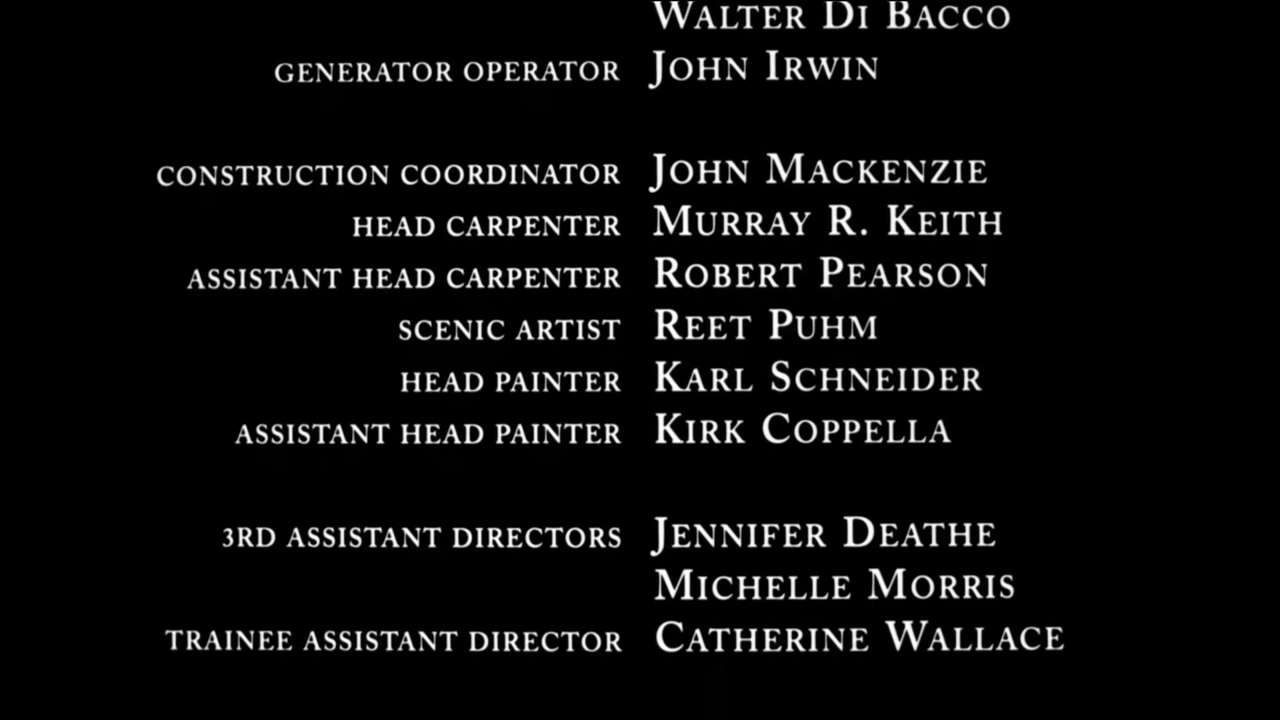 WALTER DI BACCO
GENERATOR OPERATOR JOHN IRWIN
CONSTRUCTION COORDINATOR JOHN MACKENZIE
HEAD CARPENTER MURRAY R. KEITH
ASSISTANT HEAD CARPENTER ROBERT PEARSON
SCENIC ARTIST REET PUHM
HEAD PAINTER KARL SCHNEIDER
ASSISTANT HEAD PAINTER KIRK COPPELLA
3RD ASSISTANT DIRECTORS JENNIFER DEATHE
MICHELLE MORRIS
TRAINEE ASSISTANT DIRECTOR CATHERINE WALLACE